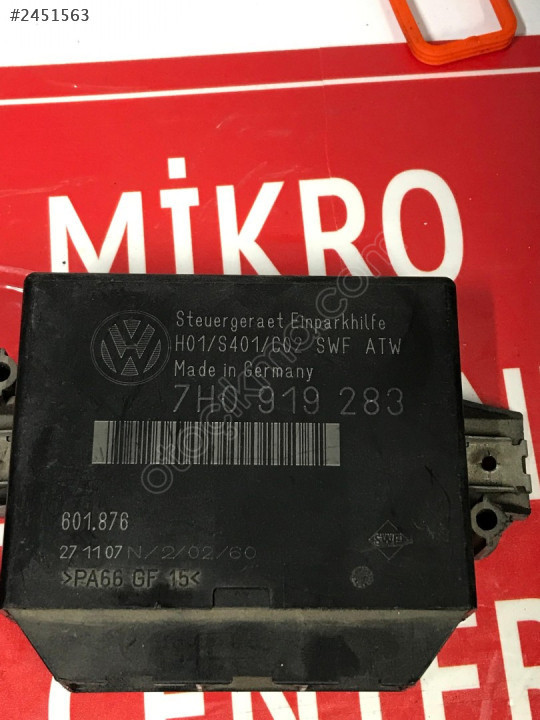 #2451563
MİKRO
Steuergeraet Einparkhilfe
H01/S401/C02 SWF ATW
Made in Germany
7H0 919 283
601.876
27 11 07 N/2/02/60
>PA66 GF 15<
SWF
CENTER